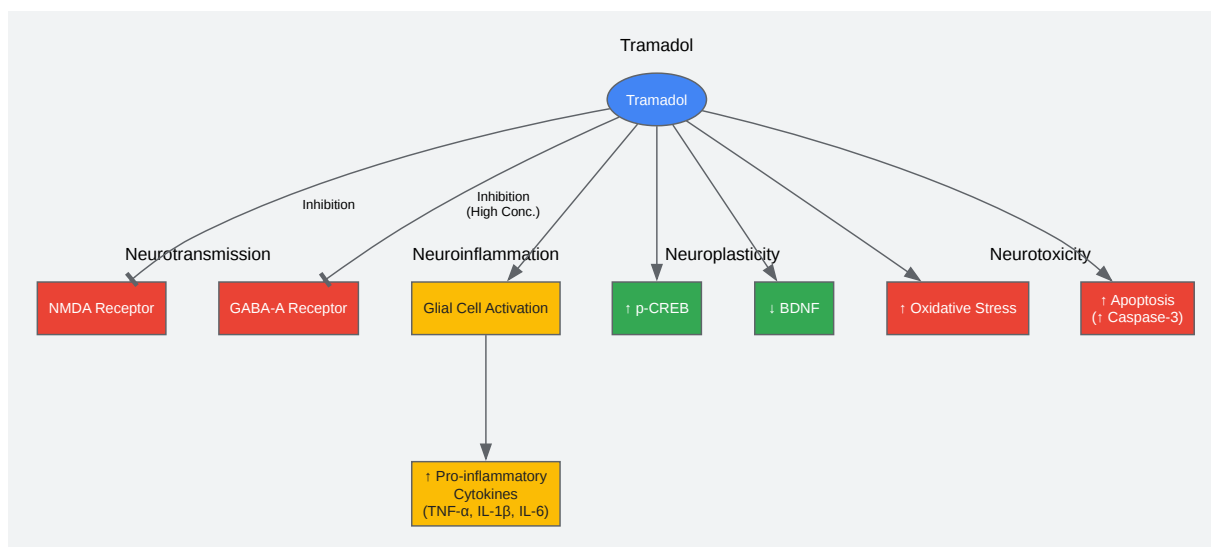 Tramadol
Tramadol
Inhibition
Inhibition
(High Conc.)
Neurotransmission
Neuroinflammation
Neuroplasticity
Neurotoxicity
NMDA Receptor
GABA-A Receptor
Glial Cell Activation
↑ p-CREB
↓ BDNF
↑ Oxidative Stress
↑ Apoptosis
(↑ Caspase-3)
↑ Pro-inflammatory
Cytokines
(TNF-α, IL-1β, IL-6)